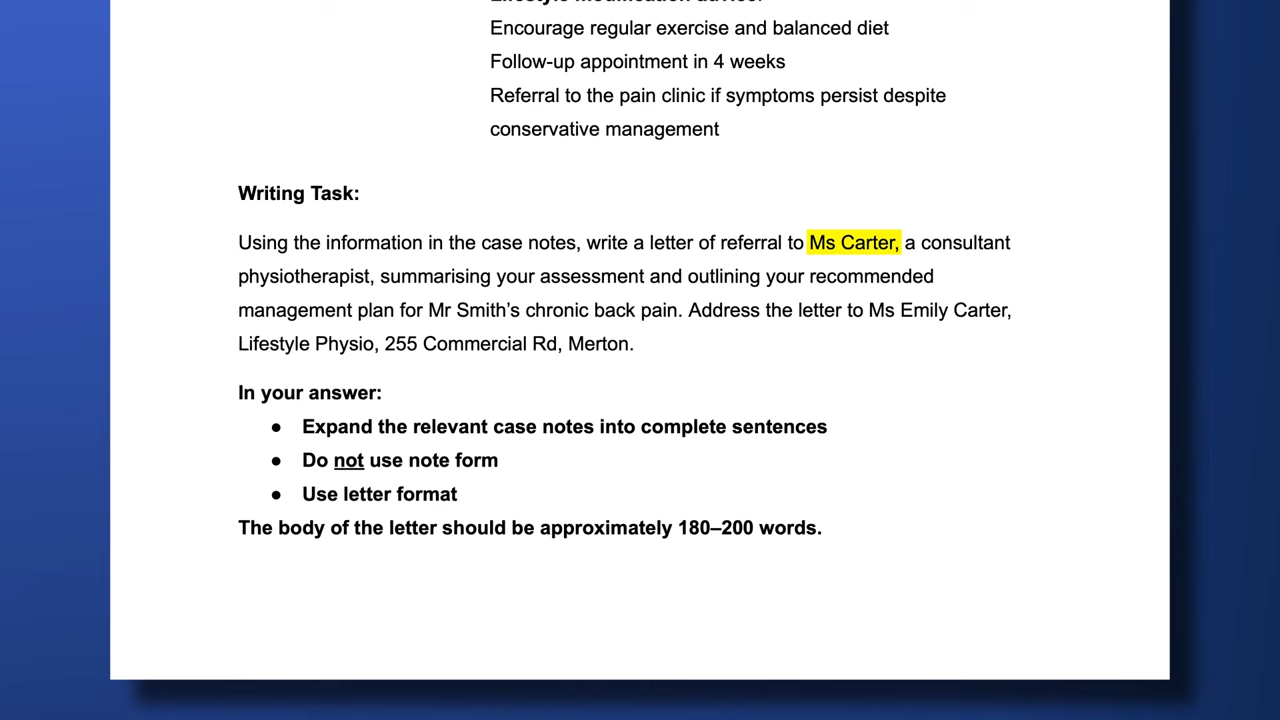 Encourage regular exercise and balanced diet
Follow-up appointment in 4 weeks
Referral to the pain clinic if symptoms persist despite
conservative management
Writing Task:
Using the information in the case notes, write a letter of referral to Ms Carter, a consultant
physiotherapist, summarising your assessment and outlining your recommended
management plan for Mr Smith’s chronic back pain. Address the letter to Ms Emily Carter,
Lifestyle Physio, 255 Commercial Rd, Merton.
In your answer:
● Expand the relevant case notes into complete sentences
● Do not use note form
● Use letter format
The body of the letter should be approximately 180–200 words.